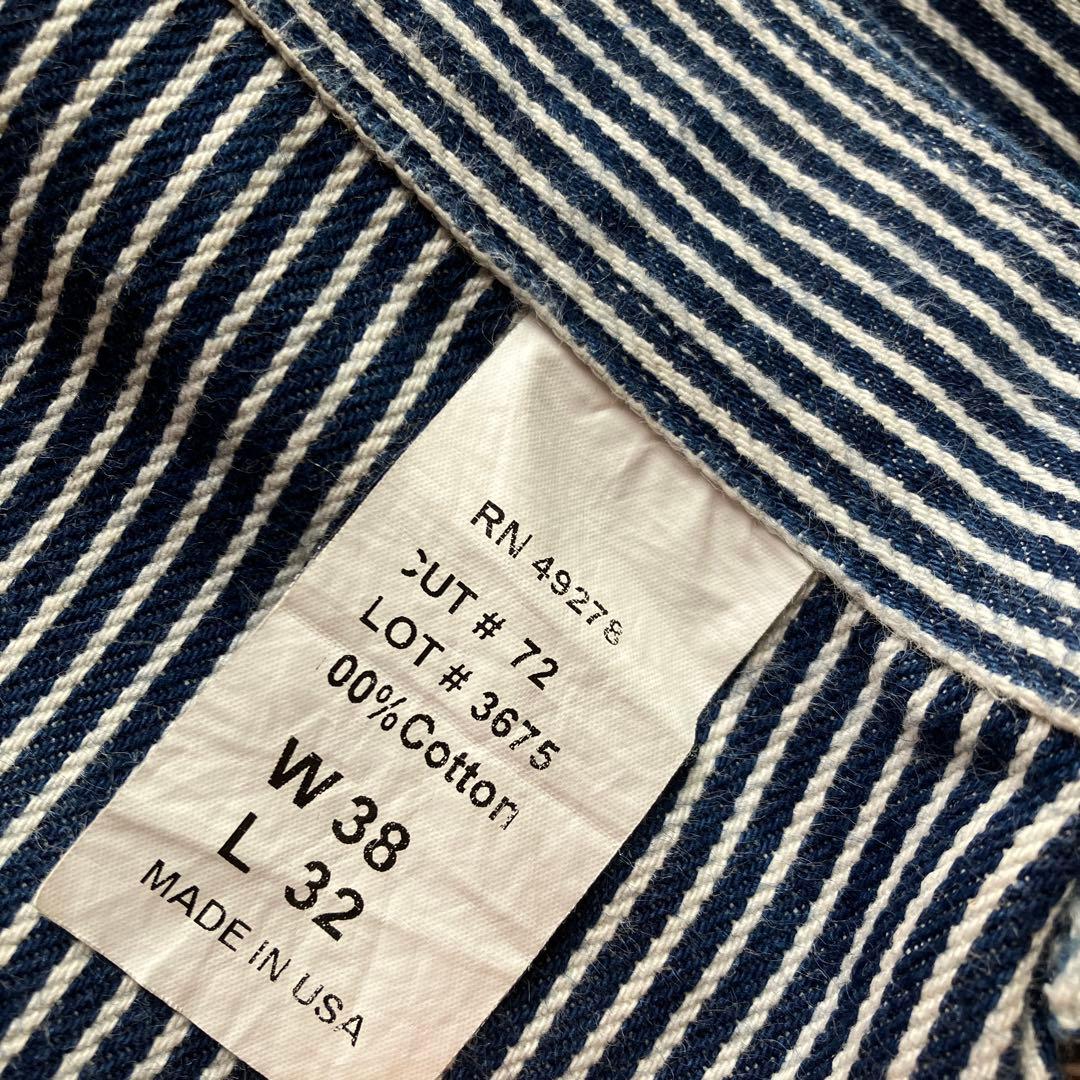 RN 49278
CUT # 72
LOT # 3675
00%Cotton
W 38
L 32
MADE IN USA